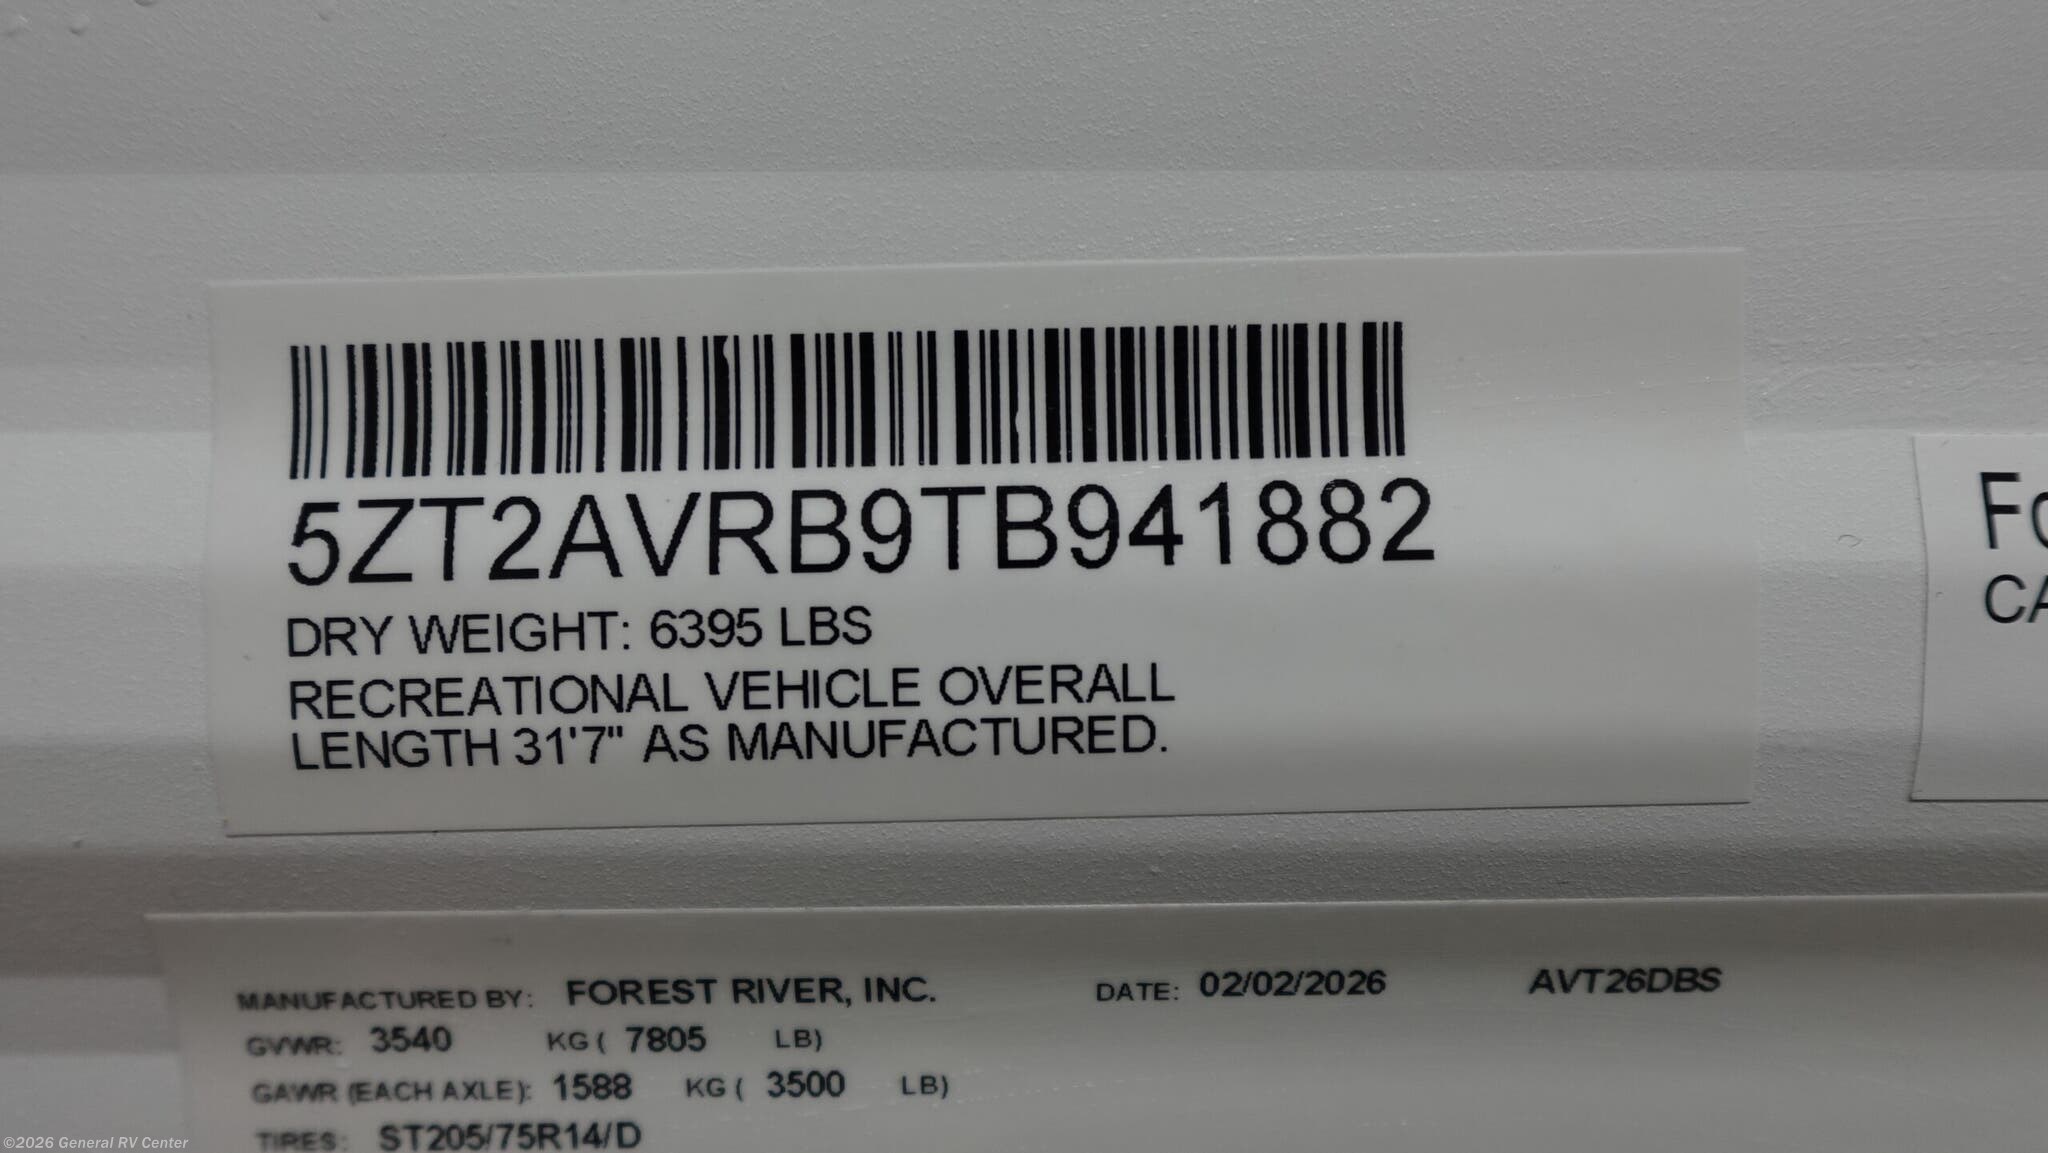 5ZT2AVRB9TB941882
DRY WEIGHT: 6395 LBS
RECREATIONAL VEHICLE OVERALL
LENGTH 31'7" AS MANUFACTURED.
MANUFACTURED BY: FOREST RIVER, INC. DATE: 02/02/2026 AVT26DBS
GVWR: 3540 KG ( 7805 LB)
GAWR (EACH AXLE): 1588 KG ( 3500 LB)
TIRES: ST205/75R14/D
©2026 General RV Center